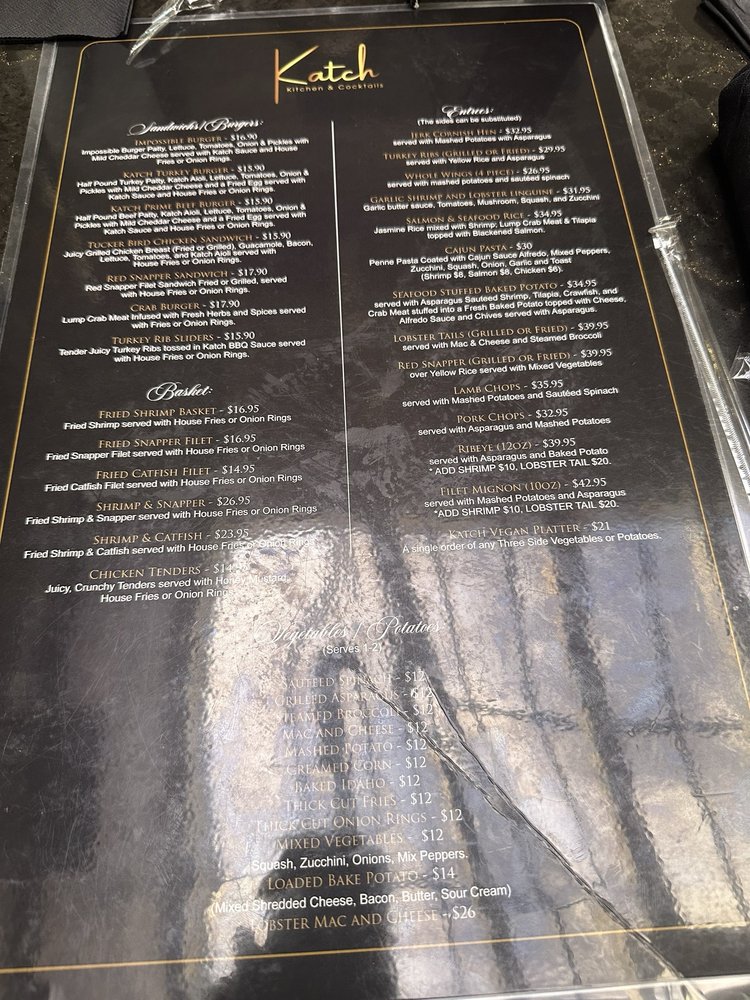 Katch
Kitchen & Cocktails
Sandwichs/Burgers:
Impossible Burger - $16.90
Impossible Burger Patty, Lettuce, Tomatoes, Onion & Pickles with
Mild Cheddar Cheese served with Katch Sauce and House
Fries or Onion Rings.
Katch Turkey Burger - $15.90
Half Pound Turkey Patty, Katch Aioli, Lettuce, Tomatoes, Onion &
Pickles with Mild Cheddar Cheese and a Fried Egg served with
Katch Sauce and House Fries or Onion Rings.
Katch Prime Beef Burger - $15.90
Half Pound Beef Patty, Katch Aioli, Lettuce, Tomatoes, Onion &
Pickles with Mild Cheddar Cheese and a Fried Egg served with
Katch Sauce and House Fries or Onion Rings.
Tucker Bird Chicken Sandwich - $15.90
Juicy Grilled Chicken Breast (Fried or Grilled), Guacamole, Bacon,
Lettuce, Tomatoes, and Katch Aioli served with
House Fries or Onion Rings.
Red Snapper Sandwich - $17.90
Red Snapper Filet Sandwich Fried or Grilled, served
with House Fries or Onion Rings.
Crab Burger - $17.90
Lump Crab Meat Infused with Fresh Herbs and Spices served
with Fries or Onion Rings.
Turkey Rib Sliders - $15.90
Tender Juicy Turkey Ribs tossed in Katch BBQ Sauce served
with House Fries or Onion Rings.
Basket:
Fried Shrimp Basket - $16.95
Fried Shrimp served with House Fries or Onion Rings
Fried Snapper Filet - $16.95
Fried Snapper Filet served with House Fries or Onion Rings
Fried Catfish Filet - $14.95
Fried Catfish Filet served with House Fries or Onion Rings
Shrimp & Snapper - $26.95
Fried Shrimp & Snapper served with House Fries or Onion Rings
Shrimp & Catfish - $23.95
Fried Shrimp & Catfish served with House Fries or Onion Rings
Chicken Tenders -
Juicy, Crunchy Tenders served with Honey Mustard,
House Fries or Onion Ring
Entrees:
(The sides can be substituted)
Jerk Cornish Hen - $32.95
served with Mashed Potatoes with Asparagus
Turkey Ribs (Grilled or Fried) - $29.95
served with Yellow Rice and Asparagus
Whole Wings (4 piece) - $26.95
served with mashed potatoes and sautéed spinach
Garlic Shrimp and Lobster Linguine - $31.95
Garlic butter sauce, Tomatoes, Mushroom, Squash, and Zucchini
Salmon & Seafood Rice - $34.95
Jasmine Rice mixed with Shrimp, Lump Crab Meat & Tilapia
topped with Blackened Salmon.
Cajun Pasta - $30
Penne Pasta Coated with Cajun Sauce Alfredo, Mixed Peppers,
Zucchini, Squash, Onion, Garlic and Toast
(Shrimp $8, Salmon $8, Chicken $6).
Seafood Stuffed Baked Potato - $34.95
served with Asparagus Sauteed Shrimp, Tilapia, Crawfish, and
Crab Meat stuffed into a Fresh Baked Potato topped with Cheese,
Alfredo Sauce and Chives served with Asparagus.
Lobster Tails (Grilled or Fried) - $39.95
served with Mac & Cheese and Steamed Broccoli
Red Snapper (Grilled or Fried) - $39.95
over Yellow Rice served with Mixed Vegetables
Lamb Chops - $35.95
served with Mashed Potatoes and Sautéed Spinach
Pork Chops - $32.95
served with Asparagus and Mashed Potatoes
Ribeye (12oz) - $39.95
served with Asparagus and Baked Potato
* ADD SHRIMP $10, LOBSTER TAIL $20.
Filet Mignon (10oz) - $42.95
served with Mashed Potatoes and Asparagus
*ADD SHRIMP $10, LOBSTER TAIL $20.
Katch Vegan Platter - $21
A single order of any Three Side Vegetables or Potatoes.
Vegetables / Potatoes:
(Serves 1-2)
Sauteed Spinach - $12
Grilled Asparagus - $12
Steamed Broccoli - $12
Mac and Cheese - $12
Mashed Potato - $12
Creamed Corn - $12
Baked Idaho - $12
Thick Cut Fries - $12
Thick Cut Onion Rings - $12
Mixed Vegetables - $12
Squash, Zucchini, Onions, Mix Peppers.
Loaded Bake Potato - $14
(Mixed Shredded Cheese, Bacon, Butter, Sour Cream)
Lobster Mac and Cheese - $26